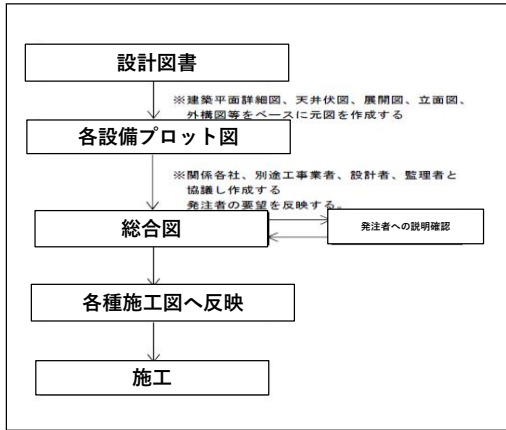 設計図書
※建築平面詳細図、天井伏図、展開図、立面図、
外構図等をベースに元図を作成する
各設備プロット図
※関係各社、別途工事業者、設計者、監理者と
協議し作成する
発注者の要望を反映する。
総合図
発注者への説明確認
各種施工図へ反映
施工